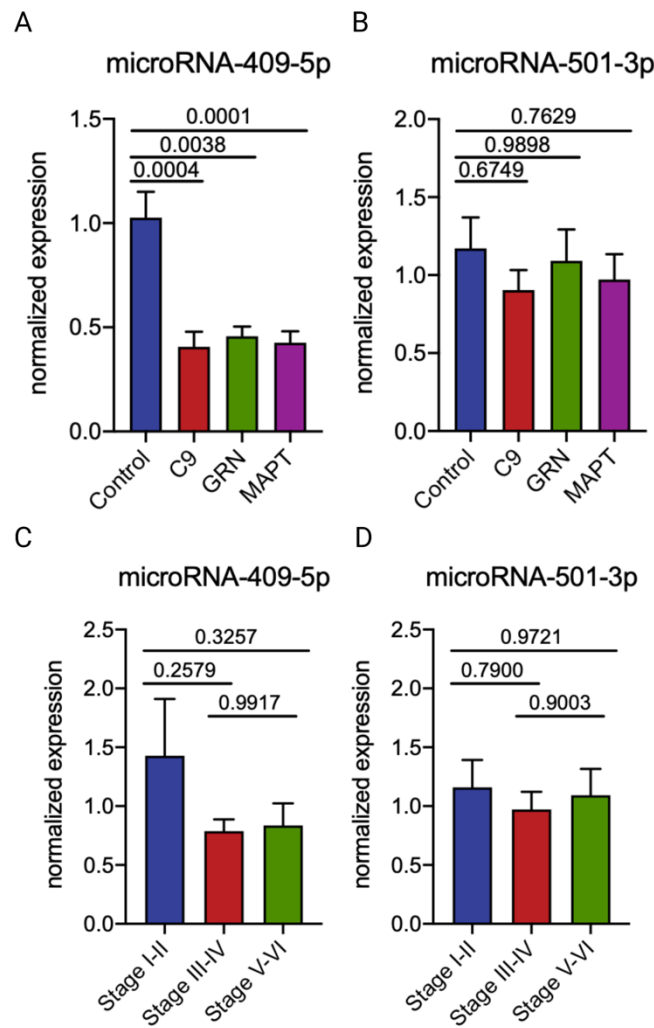 A
microRNA-409-5p
normalized expression
1.5
1.0
0.5
0.0
0.0001
0.0038
0.0004
Control
C9
GRN
MAPT
B
microRNA-501-3p
normalized expression
2.0
1.5
1.0
0.5
0.0
0.7629
0.9898
0.6749
Control
C9
GRN
MAPT
C
microRNA-409-5p
normalized expression
2.5
2.0
1.5
1.0
0.5
0.0
0.3257
0.2579
0.9917
Stage I-II
Stage III-IV
Stage V-VI
D
microRNA-501-3p
normalized expression
2.5
2.0
1.5
1.0
0.5
0.0
0.9721
0.7900
0.9003
Stage I-II
Stage III-IV
Stage V-VI